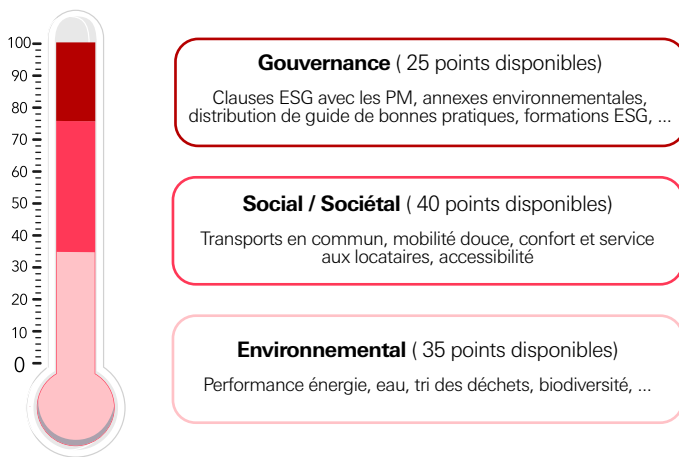 100
90
80
70
60
50
40
30
20
10
0
Gouvernance ( 25 points disponibles)
Clauses ESG avec les PM, annexes environnementales,
distribution de guide de bonnes pratiques, formations ESG, ...
Social / Sociétal ( 40 points disponibles)
Transports en commun, mobilité douce, confort et service
aux locataires, accessibilité
Environnemental ( 35 points disponibles)
Performance énergie, eau, tri des déchets, biodiversité, ...